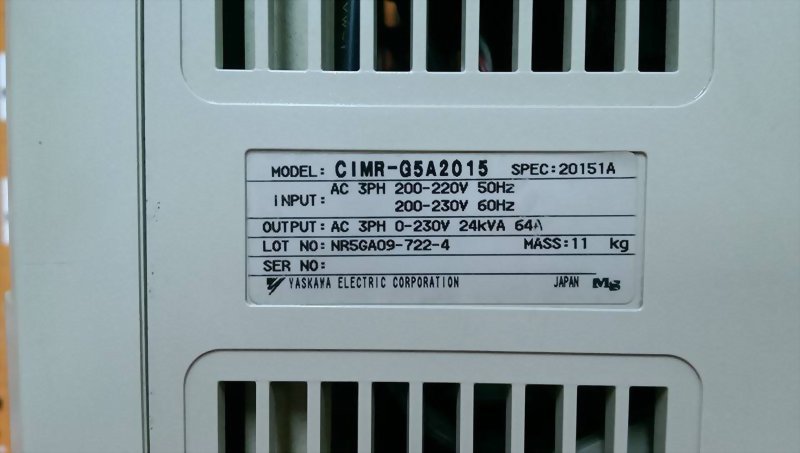 MODEL: CIMR-G5A2015 SPEC:20151A
INPUT: AC 3PH 200-220V 50Hz
200-230V 60Hz
OUTPUT: AC 3PH 0-230V 24kVA 64A
LOT NO: NR5GA09-722-4 MASS:11 kg
SER NO:
YASKAWA ELECTRIC CORPORATION JAPAN MS